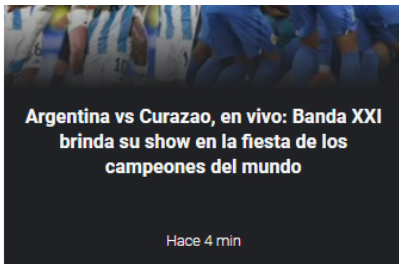 10
Argentina vs Curazao, en vivo: Banda XXI
brinda su show en la fiesta de los
campeones del mundo
Hace 4 min